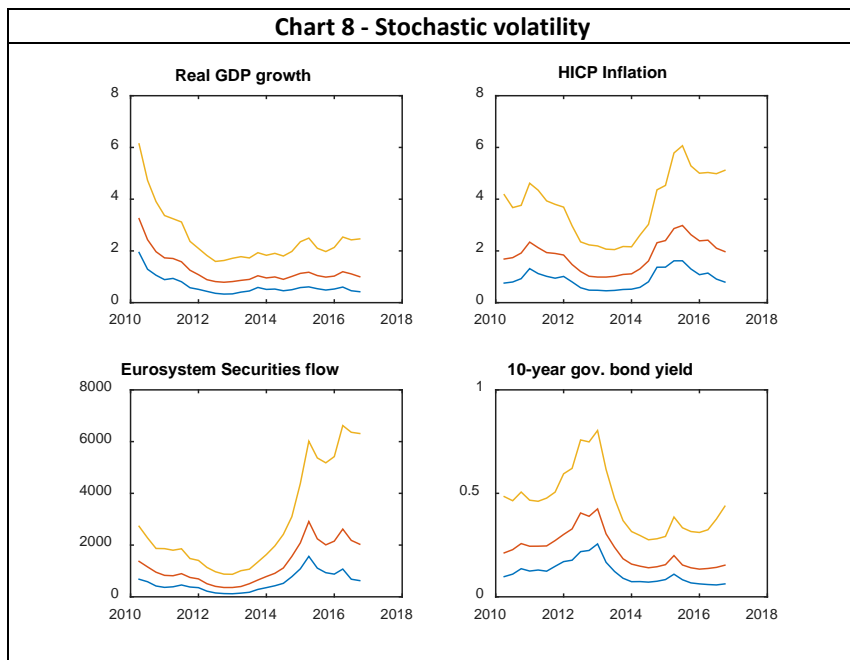 Chart 8 - Stochastic volatility
Real GDP growth
8
6
4
2
0
2010 2012 2014 2016 2018
HICP Inflation
8
6
4
2
0
2010 2012 2014 2016 2018
Eurosystem Securities flow
8000
6000
4000
2000
0
2010 2012 2014 2016 2018
10-year gov. bond yield
1
0.5
0
2010 2012 2014 2016 2018